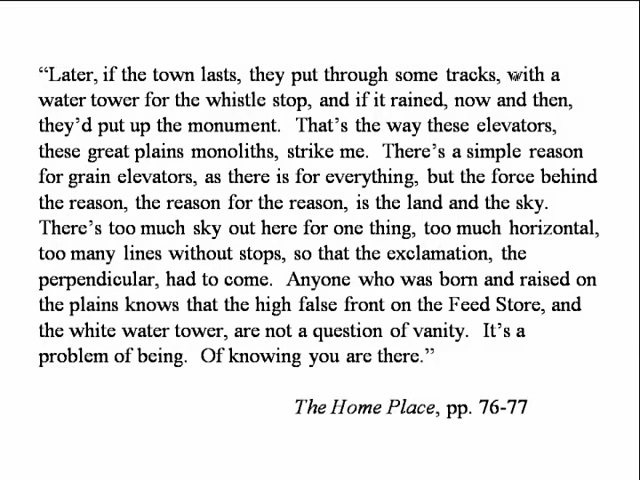 “Later, if the town lasts, they put through some tracks, with a
water tower for the whistle stop, and if it rained, now and then,
they’d put up the monument.  That’s the way these elevators,
these great plains monoliths, strike me.  There’s a simple reason
for grain elevators, as there is for everything, but the force behind
the reason, the reason for the reason, is the land and the sky.
There’s too much sky out here for one thing, too much horizontal,
too many lines without stops, so that the exclamation, the
perpendicular, had to come.  Anyone who was born and raised on
the plains knows that the high false front on the Feed Store, and
the white water tower, are not a question of vanity.  It’s a
problem of being.  Of knowing you are there.”
The Home Place, pp. 76-77